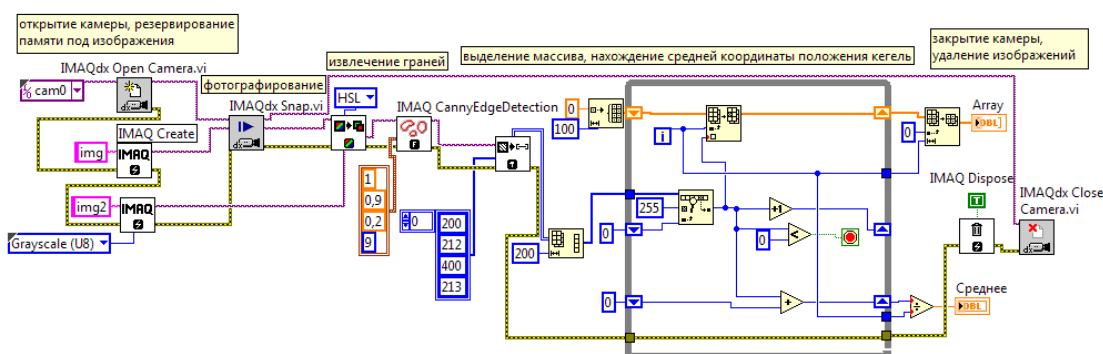 открытие камеры, резервирование
памяти под изображения
IMAQdx Open Camera.vi
cam0
фотографирование
IMAQdx Snap.vi
IMAQ Create
img
IMAQ
img2
IMAQ
Grayscale (U8)
извлечение граней
HSL
IMAQ CannyEdgeDetection
1
0,9
0,2
9
0
200
212
400
213
выделение массива, нахождение средней координаты положения кегель
0
100
i
200
255
0
+1
0
<
0
+
÷
закрытие камеры,
удаление изображений
0
Array
DBL
IMAQ Dispose
T
IMAQdx Close
Camera.vi
Среднее
DBL